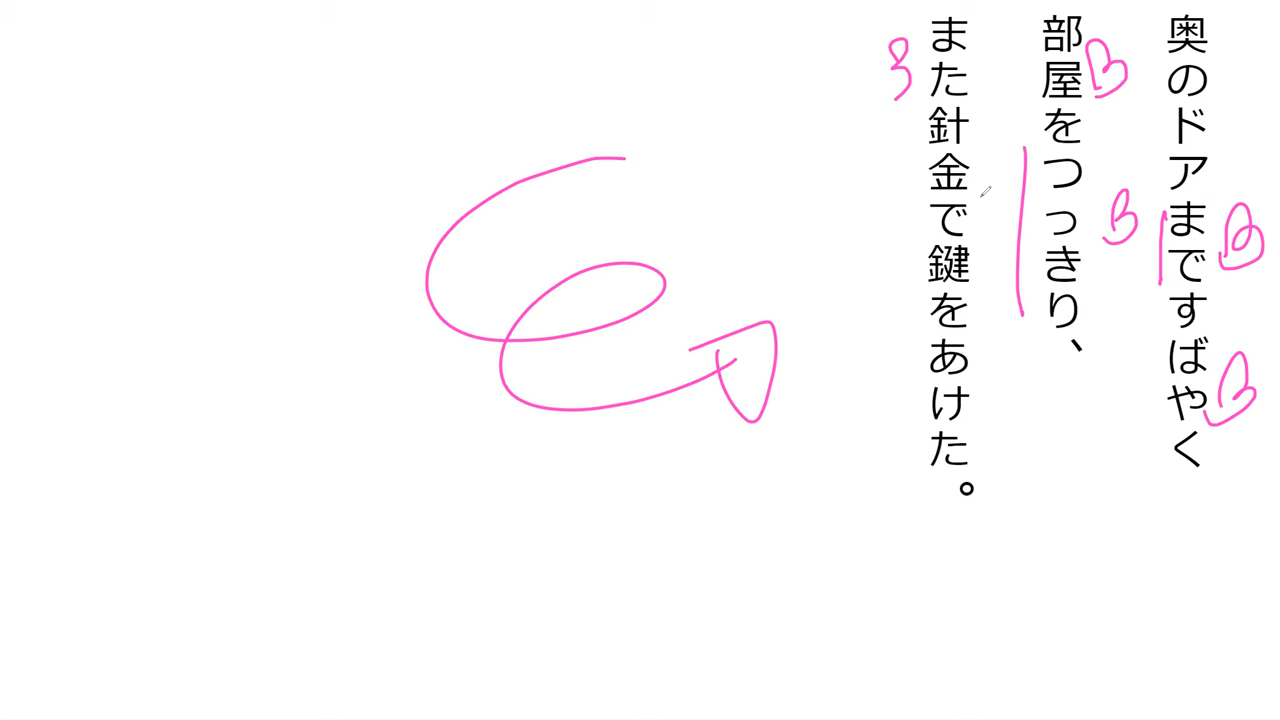 奥のドアまですばやく
部屋をつっきり、
また針金で鍵をあけた。